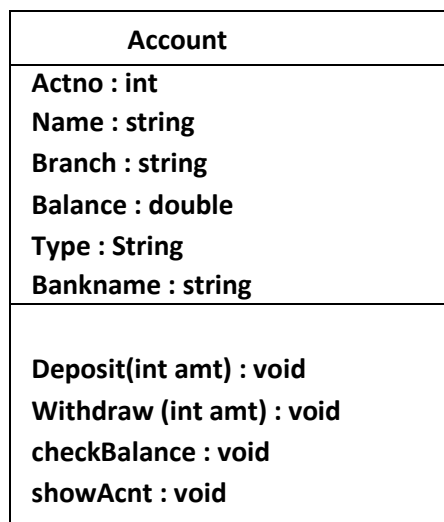 Account
Actno : int
Name : string
Branch : string
Balance : double
Type : String
Bankname : string
Deposit(int amt) : void
Withdraw (int amt) : void
checkBalance : void
showAcnt : void